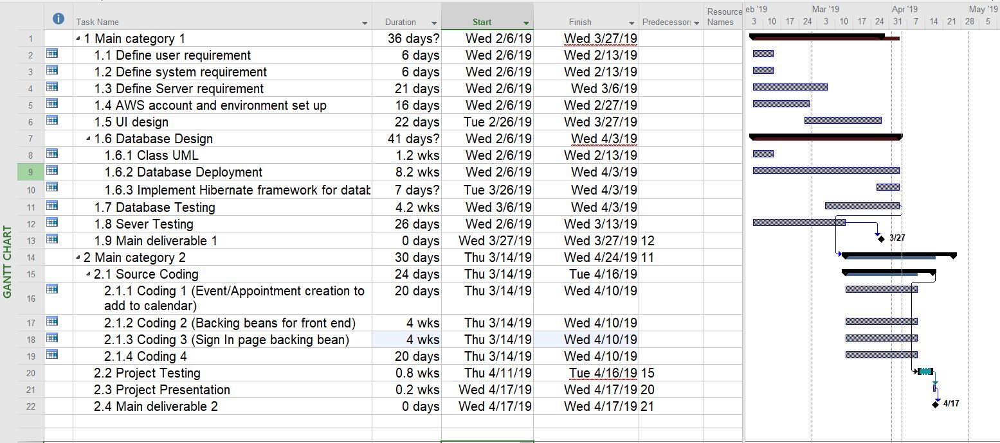 eb '19 Mar '19 Apr '19 May '19
Task Name Duration Start Finish Predecessors Resource Names 3 10 17 24 3 10 17 24 31 7 14 21 28 5
GANTT CHART
1 1 Main category 1 36 days? Wed 2/6/19 Wed 3/27/19
2 1.1 Define user requirement 6 days Wed 2/6/19 Wed 2/13/19
3 1.2 Define system requirement 6 days Wed 2/6/19 Wed 2/13/19
4 1.3 Define Server requirement 21 days Wed 2/6/19 Wed 3/6/19
5 1.4 AWS account and environment set up 16 days Wed 2/6/19 Wed 2/27/19
6 1.5 UI design 22 days Tue 2/26/19 Wed 3/27/19
7 1.6 Database Design 41 days? Wed 2/6/19 Wed 4/3/19
8 1.6.1 Class UML 1.2 wks Wed 2/6/19 Wed 2/13/19
9 1.6.2 Database Deployment 8.2 wks Wed 2/6/19 Wed 4/3/19
10 1.6.3 Implement Hibernate framework for datab 7 days? Tue 3/26/19 Wed 4/3/19
11 1.7 Database Testing 4.2 wks Wed 3/6/19 Wed 4/3/19
12 1.8 Sever Testing 26 days Wed 2/6/19 Wed 3/13/19
13 1.9 Main deliverable 1 0 days Wed 3/27/19 Wed 3/27/19 12 3/27
14 2 Main category 2 30 days Thu 3/14/19 Wed 4/24/19 11
15 2.1 Source Coding 24 days Thu 3/14/19 Tue 4/16/19
16 2.1.1 Coding 1 (Event/Appointment creation to 20 days Thu 3/14/19 Wed 4/10/19
add to calendar)
17 2.1.2 Coding 2 (Backing beans for front end) 4 wks Thu 3/14/19 Wed 4/10/19
18 2.1.3 Coding 3 (Sign In page backing bean) 4 wks Thu 3/14/19 Wed 4/10/19
19 2.1.4 Coding 4 20 days Thu 3/14/19 Wed 4/10/19
20 2.2 Project Testing 0.8 wks Thu 4/11/19 Tue 4/16/19 15
21 2.3 Project Presentation 0.2 wks Wed 4/17/19 Wed 4/17/19 20
22 2.4 Main deliverable 2 0 days Wed 4/17/19 Wed 4/17/19 21 4/17